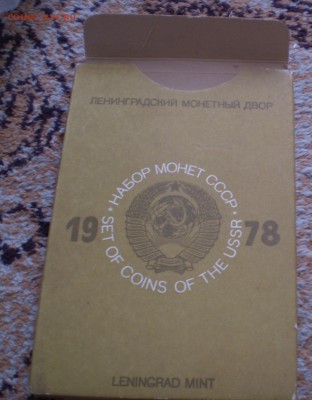 ЛЕНИНГРАДСКИЙ МОНЕТНЫЙ ДВОР
• НАБОР МОНЕТ СССР •
19 78
SET OF COINS OF THE USSR
LENINGRAD MINT